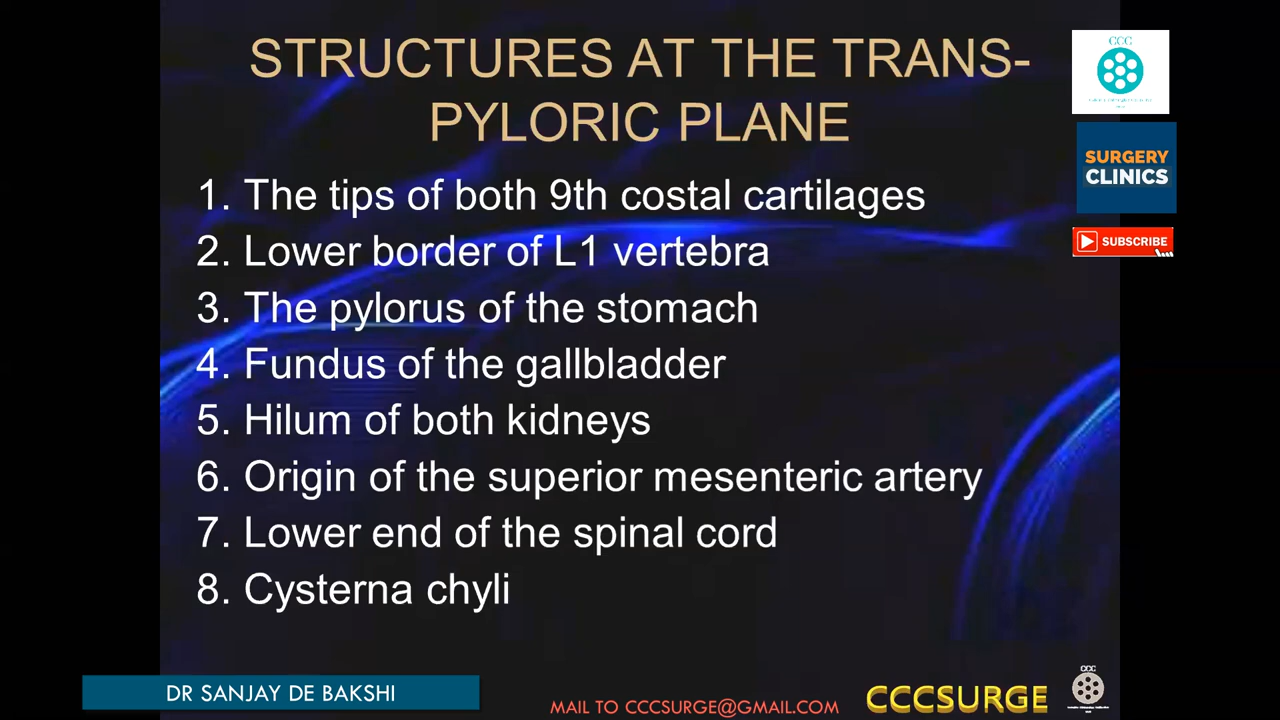 STRUCTURES AT THE TRANS-
PYLORIC PLANE
1. The tips of both 9th costal cartilages
2. Lower border of L1 vertebra
3. The pylorus of the stomach
4. Fundus of the gallbladder
5. Hilum of both kidneys
6. Origin of the superior mesenteric artery
7. Lower end of the spinal cord
8. Cysterna chyli
CCC
SURGERY
CLINICS
SUBSCRIBE
DR SANJAY DE BAKSHI
MAIL TO CCCSURGE@GMAIL.COM
CCCSURGE
CCC